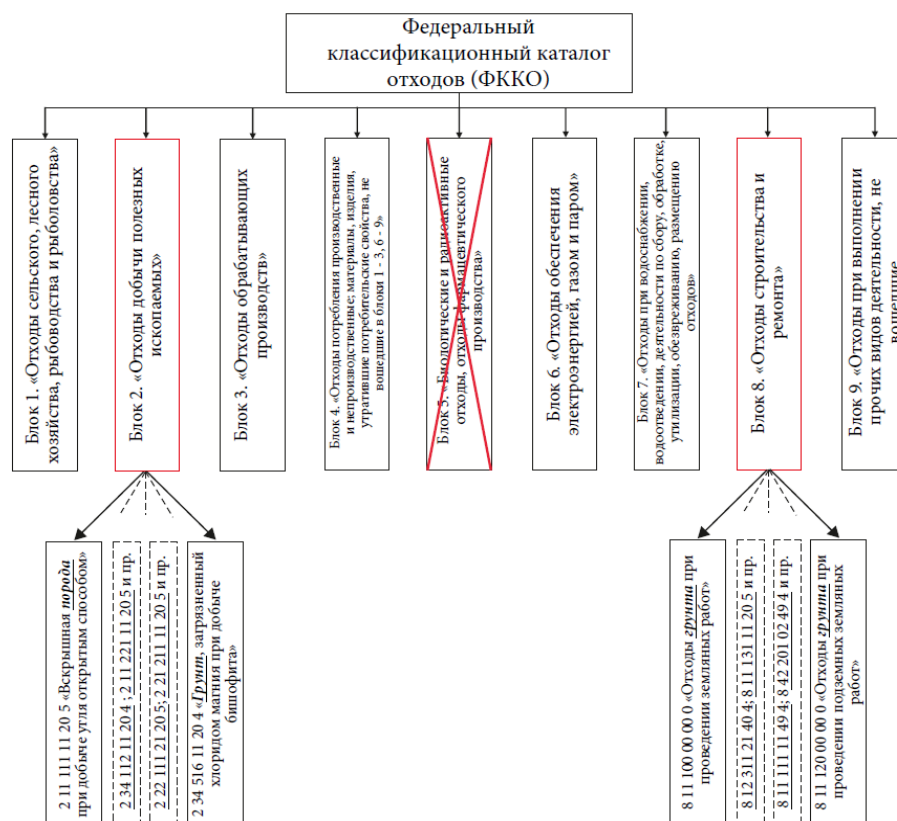 Федеральный
классификационный каталог
отходов (ФККО)
Блок 1. «Отходы сельского, лесного
хозяйства, рыбоводства и рыболовства»
Блок 2. «Отходы добычи полезных
ископаемых»
Блок 3. «Отходы обрабатывающих
производств»
Блок 4. «Отходы потребления производственные
и непроизводственные; материалы, изделия,
утратившие потребительские свойства, не
вошедшие в блоки 1 - 3, 6 - 9»
Блок 5. «Биологические и радиоактивные
отходы, отходы фармацевтического
производства»
Блок 6. «Отходы обеспечения
электроэнергией, газом и паром»
Блок 7. «Отходы при водоснабжении,
водоотведении, деятельности по сбору, обработке,
утилизации, обезвреживанию, размещению
отходов»
Блок 8. «Отходы строительства и
ремонта»
Блок 9. «Отходы при выполнении
прочих видов деятельности, не
вошедшие
2 11 111 11 20 5 «Вскрышная порода
при добыче угля открытым способом»
2 34 112 11 20 4 ; 2 11 221 11 20 5 и пр.
2 22 111 21 20 5; 2 21 211 11 20 5 и пр.
2 34 516 11 20 4 «Грунт, загрязненный
хлоридом магния при добыче
бишофита»
8 11 100 00 00 0 «Отходы грунта при
проведении земляных работ»
8 12 311 21 40 4; 8 11 131 11 20 5 и пр.
8 11 111 11 49 4; 8 42 201 02 49 4 и пр.
8 11 120 00 00 0 «Отходы грунта при
проведении подземных земляных
работ»